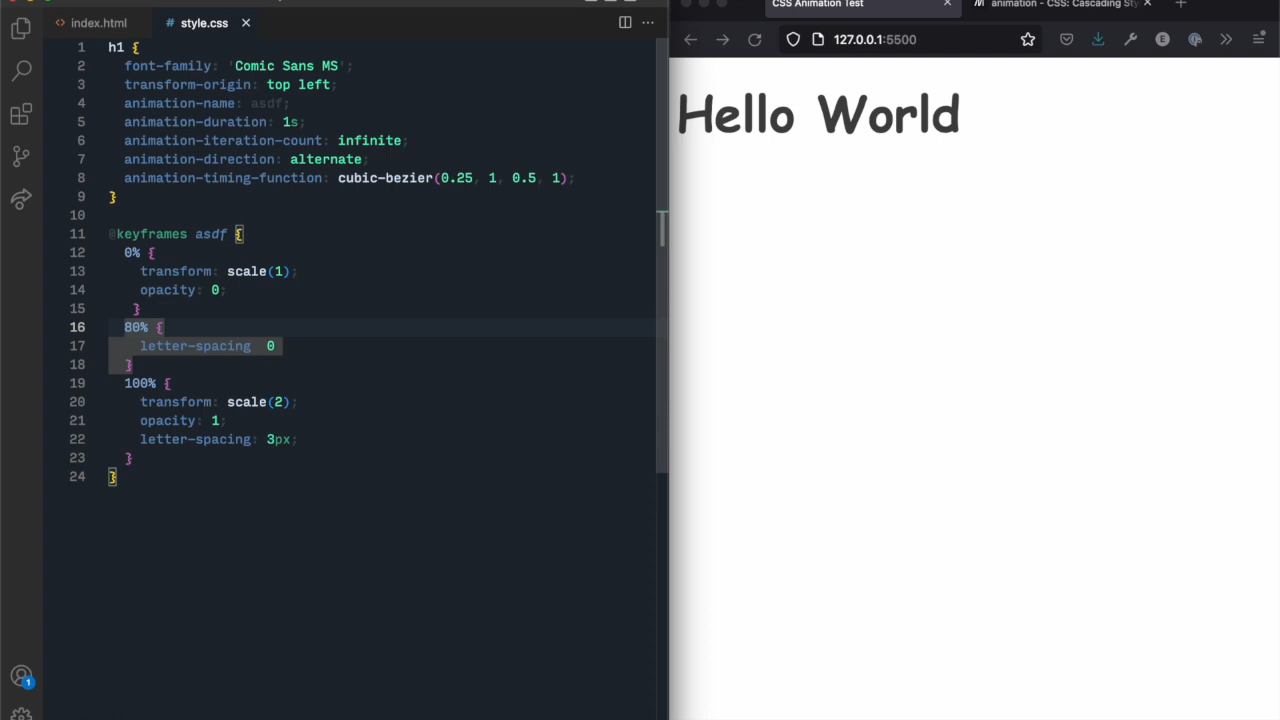 index.html
# style.css
CSS Animation Test
animation - CSS: Cascading Sty
127.0.0.1:5500
1 h1 {
2 font-family: 'Comic Sans MS';
3 transform-origin: top left;
4 animation-name: asdf;
5 animation-duration: 1s;
6 animation-iteration-count: infinite;
7 animation-direction: alternate;
8 animation-timing-function: cubic-bezier(0.25, 1, 0.5, 1);
9 }
10
11 @keyframes asdf {
12 0% {
13 transform: scale(1);
14 opacity: 0;
15 }
16 80% {
17 letter-spacing 0
18 }
19 100% {
20 transform: scale(2);
21 opacity: 1;
22 letter-spacing: 3px;
23 }
24 }
1
Hello World